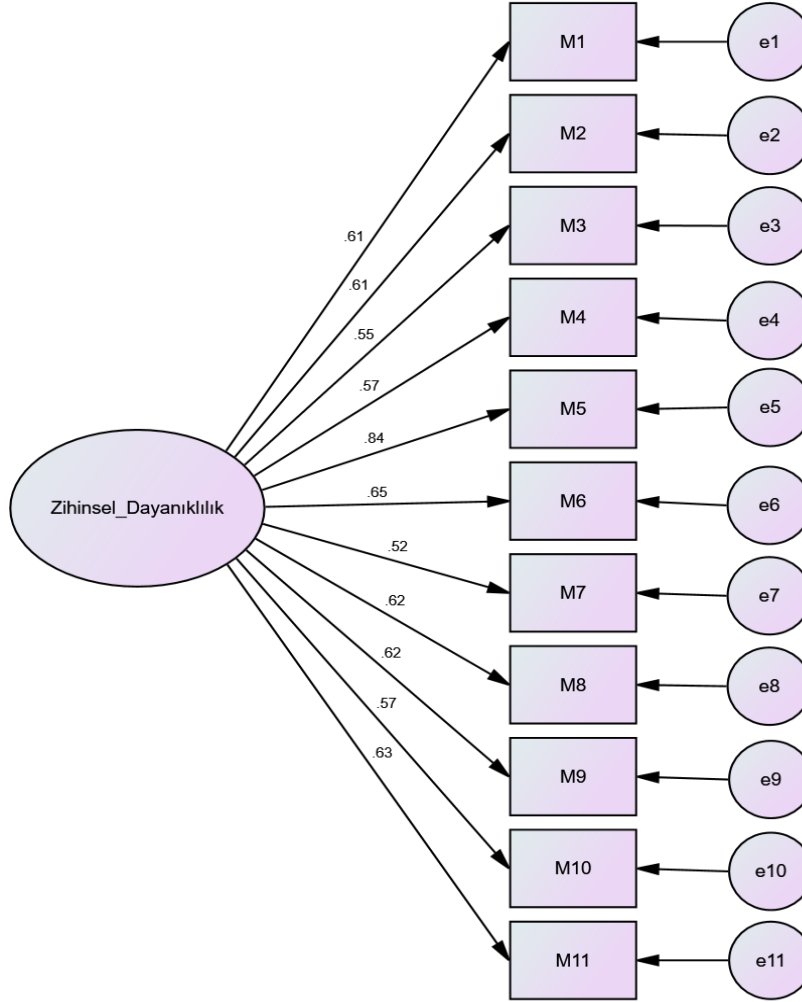 M1
e1
M2
e2
M3
e3
.61
.61
M4
e4
.55
.57
M5
e5
.84
.65
M6
e6
Zihinsel_Dayanıklılık
.52
M7
e7
.62
.62
M8
e8
.57
.63
M9
e9
M10
e10
M11
e11